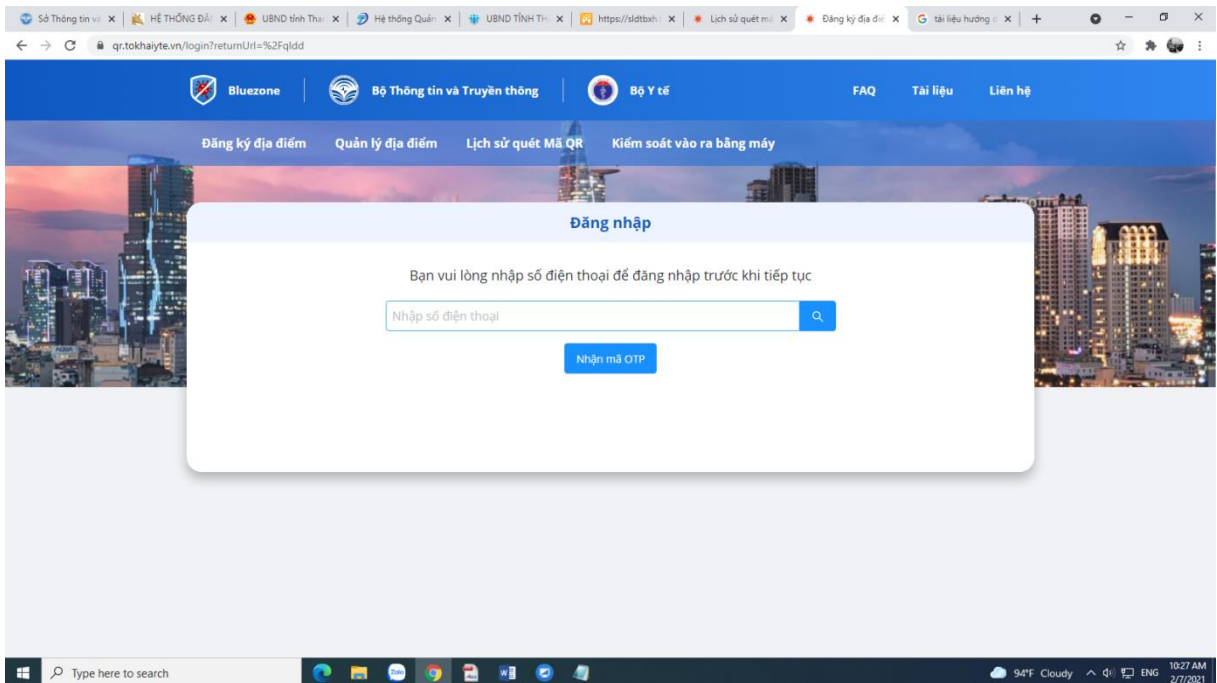 Sở Thông tin và
HỆ THỐNG ĐĂ
UBND tỉnh Tha
Hệ thống Quản
UBND TỈNH TH
https://sldtbxh.
Lịch sử quét mã
Đăng ký địa điể
tài liệu hướng d
qr.tokhaiyte.vn/login?returnUrl=%2Fqldd
Bluezone
Bộ Thông tin và Truyền thông
Bộ Y tế
FAQ
Tài liệu
Liên hệ
Đăng ký địa điểm
Quản lý địa điểm
Lịch sử quét Mã QR
Kiểm soát vào ra bằng máy
Đăng nhập
Bạn vui lòng nhập số điện thoại để đăng nhập trước khi tiếp tục
Nhập số điện thoại
Nhận mã OTP
Type here to search
Zalo
94°F Cloudy
ENG
10:27 AM
2/7/2021